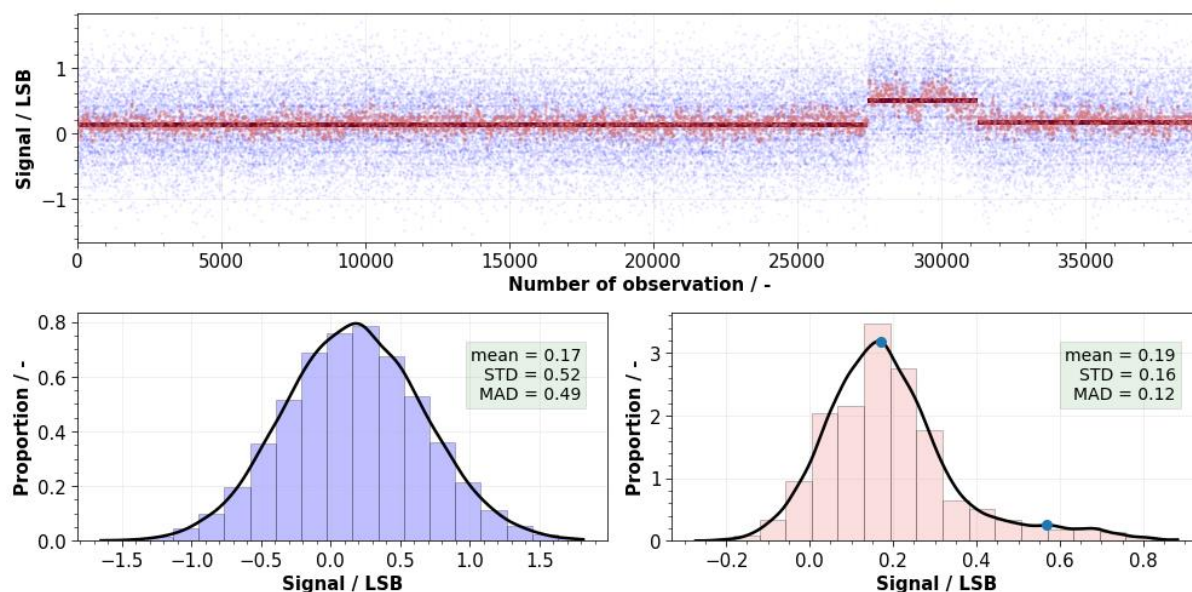 Signal / LSB
1
0
−1
0 5000 10000 15000 20000 25000 30000 35000
Number of observation / -
Proportion / -
0.8
0.6
0.4
0.2
0.0
mean = 0.17
STD = 0.52
MAD = 0.49
−1.5 −1.0 −0.5 0.0 0.5 1.0 1.5
Signal / LSB
Proportion / -
3
2
1
0
mean = 0.19
STD = 0.16
MAD = 0.12
−0.2 0.0 0.2 0.4 0.6 0.8
Signal / LSB